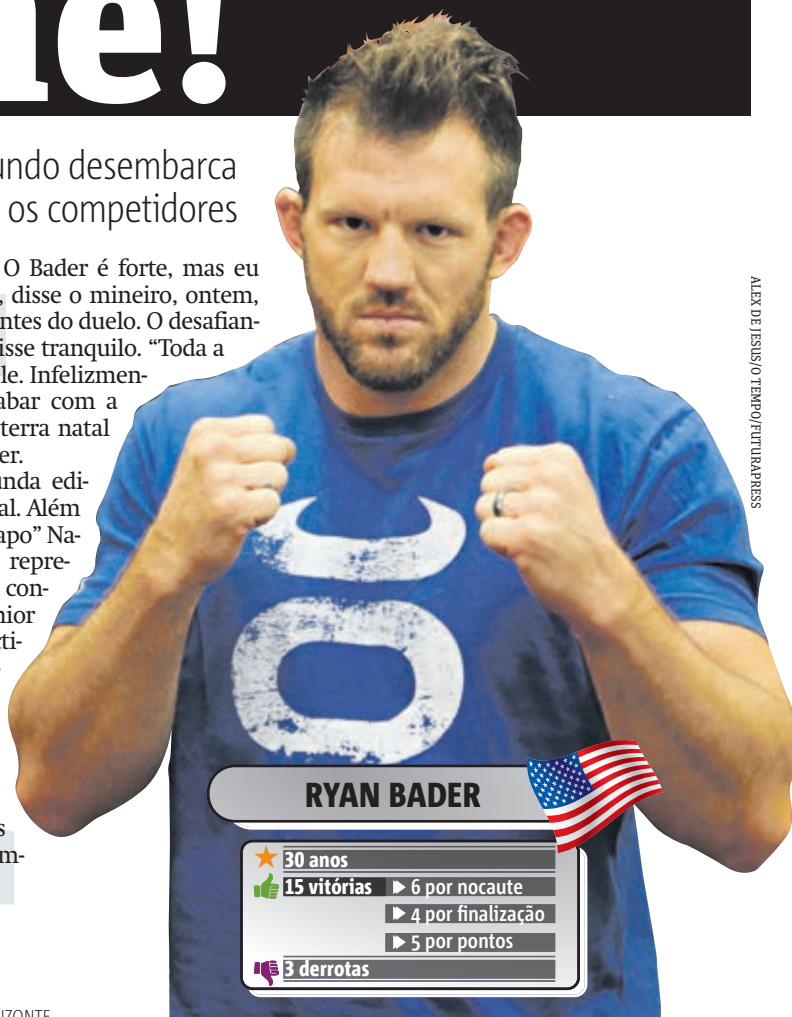 ne!
undo desembarca
os competidores
O Bader é forte, mas eu
, disse o mineiro, ontem,
ntes do duelo. O desafian-
isse tranquilo. “Toda a
le. Infelizmen-
abar com a
terra natal
er.
unda edi-
al. Além
apo” Na-
repre-
con-
nior
cti-
s
m-
ALEX DE JESUS/O TEMPO/FUTURAPRESS
RYAN BADER
30 anos
15 vitórias
6 por nocaute
4 por finalização
5 por pontos
3 derrotas
IZONTE